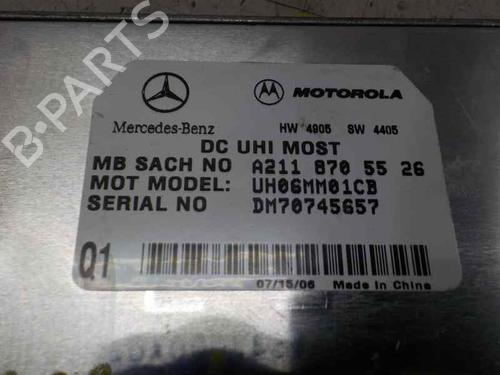 Mercedes-Benz
MOTOROLA
HW 4905 SW 4405
DC UHI MOST
MB SACH NO A211 870 55 26
MOT MODEL: UH06MM01CB
SERIAL NO DM70745657
Q1
07/15/06 Made in China
B-PARTS